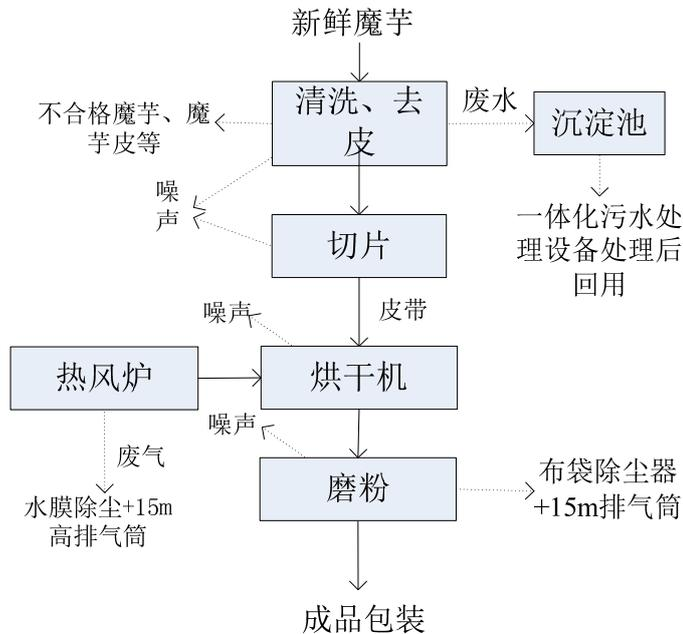 新鲜魔芋
清洗、去
皮
废水
沉淀池
不合格魔芋、魔
芋皮等
噪
声
一体化污水处
理设备处理后
回用
切片
皮带
噪声
热风炉
烘干机
噪声
废气
磨粉
布袋除尘器
+15m排气筒
水膜除尘+15m
高排气筒
成品包装